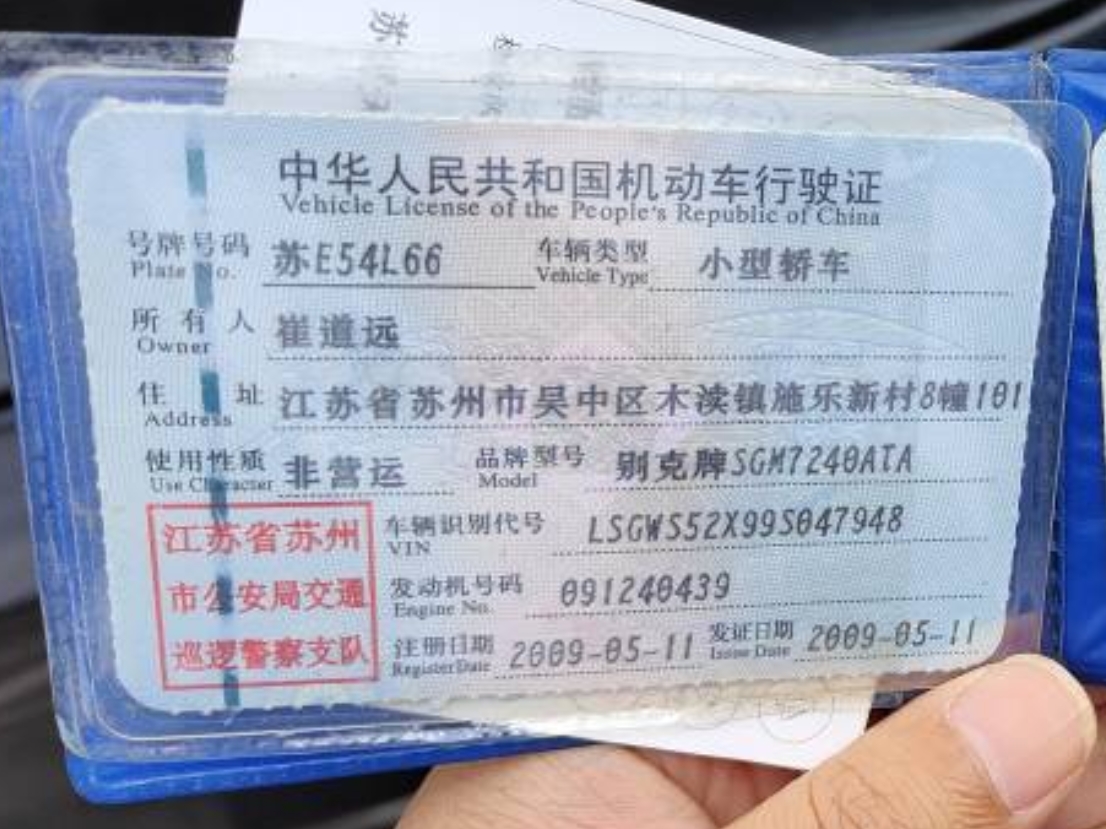 苏
中华人民共和国机动车行驶证
Vehicle License of the People's Republic of China
号牌号码 苏E54L66 车辆类型 小型轿车
Plate No. Vehicle Type
所有人 崔道远
Owner
住址 江苏省苏州市吴中区木渎镇施乐新村8幢101
Address
使用性质 非营运 品牌型号 别克牌SGM7240ATA
Use Character Model
江苏省苏州 车辆识别代号 LSGWS52X99S047948
VIN
市公安局交通 发动机号码 091240439
Engine No.
巡逻警察支队 注册日期 2009-05-11 发证日期 2009-05-11
Register Date Issue Date